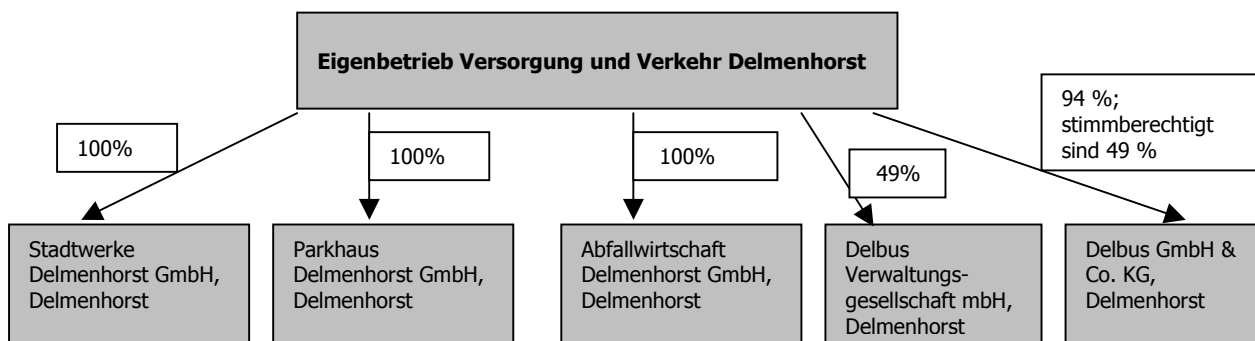 Eigenbetrieb Versorgung und Verkehr Delmenhorst
100%
100%
100%
49%
94 %;
stimmberechtigt
sind 49 %
Stadtwerke
Delmenhorst GmbH,
Delmenhorst
Parkhaus
Delmenhorst GmbH,
Delmenhorst
Abfallwirtschaft
Delmenhorst GmbH,
Delmenhorst
Delbus
Verwaltungs-
gesellschaft mbH,
Delmenhorst
Delbus GmbH &
Co. KG,
Delmenhorst